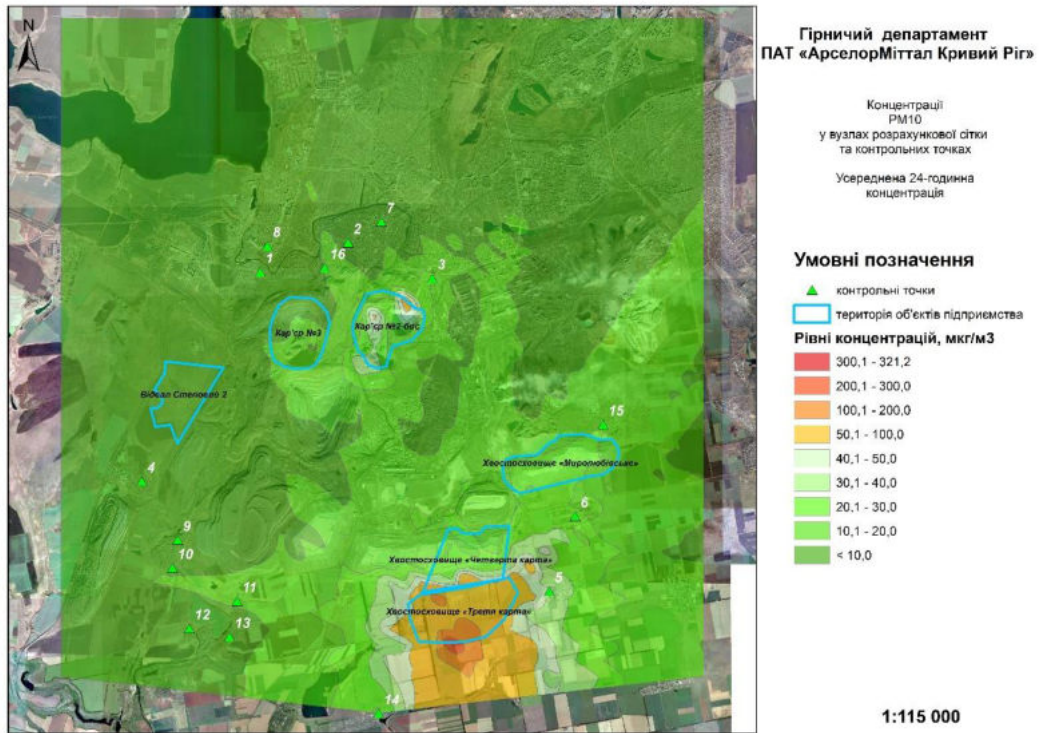 N
Гірничий департамент
ПАТ «АрселорМіттал Кривий Ріг»
Концентрації
PM10
у вузлах розрахункової сітки
та контрольних точках
Усереднена 24-годинна
концентрація
Умовні позначення
контрольні точки
територія об'єктів підприємства
Рівні концентрацій, мкг/м3
300,1 - 321,2
200,1 - 300,0
100,1 - 200,0
50,1 - 100,0
40,1 - 50,0
30,1 - 40,0
20,1 - 30,0
10,1 - 20,0
< 10,0
1:115 000
7
2
8
1
16
3
Кар'єр №3
Кар'єр №2-біс
Відвал Степовий 2
15
Хвостосховище «Миролюбівське»
4
6
9
10
Хвостосховище «Четверта карта»
5
11
Хвостосховище «Третя карта»
12
13
14